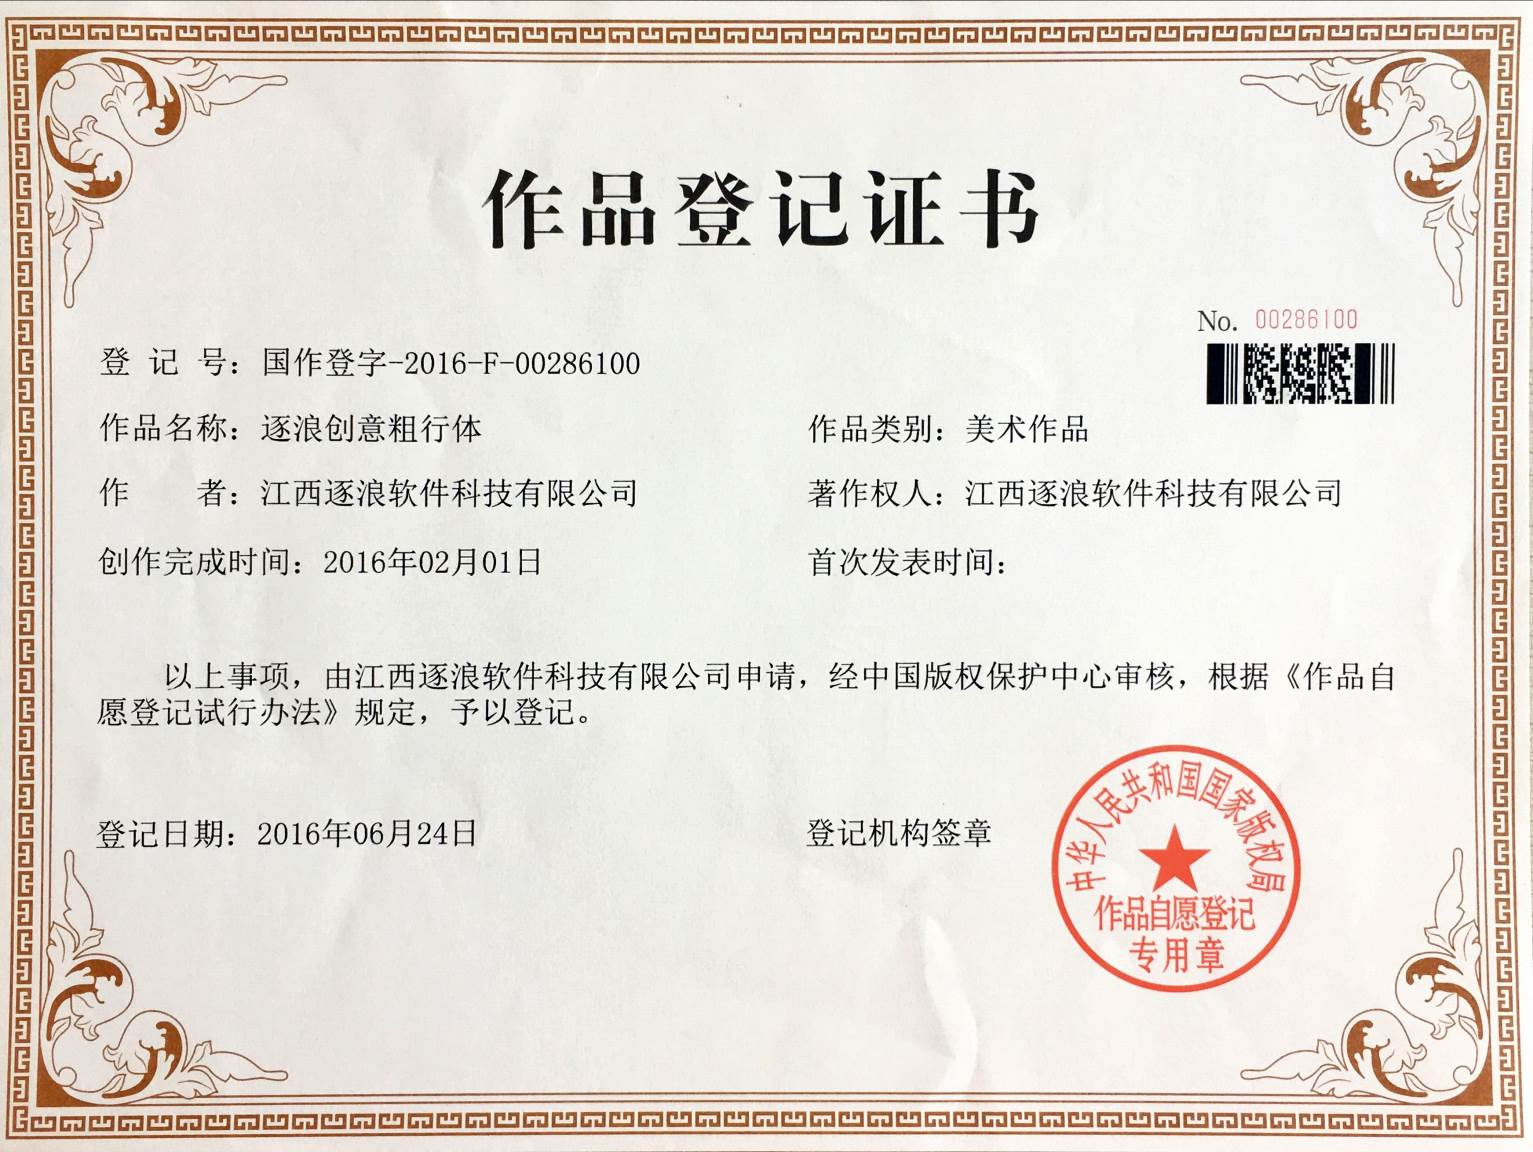 作品登记证书
No. 00286100
登 记 号：国作登字-2016-F-00286100
作品名称：逐浪创意粗行体
作品类别：美术作品
作 者：江西逐浪软件科技有限公司
著作权人：江西逐浪软件科技有限公司
创作完成时间：2016年02月01日
首次发表时间：
以上事项，由江西逐浪软件科技有限公司申请，经中国版权保护中心审核，根据《作品自
愿登记试行办法》规定，予以登记。
登记日期：2016年06月24日
登记机构签章
中华人民共和国国家版权局
作品自愿登记
专用章